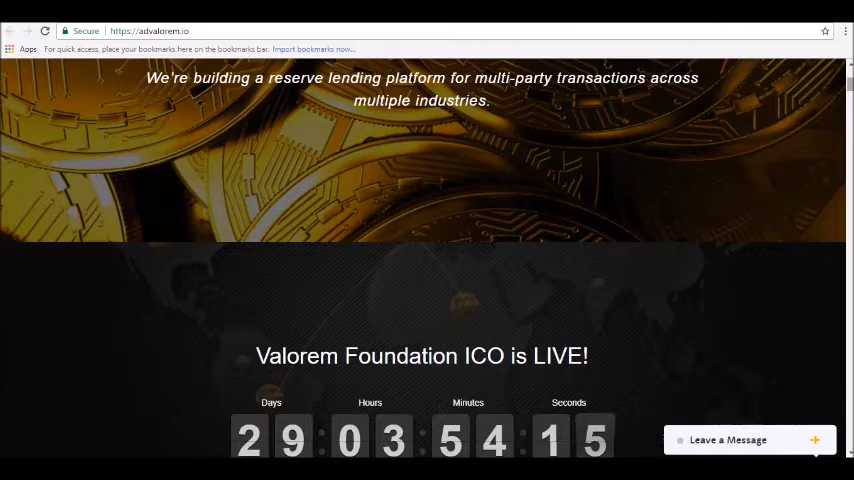 Secure https://advalorem.io
Apps For quick access, place your bookmarks here on the bookmarks bar. Import bookmarks now...
We're building a reserve lending platform for multi-party transactions across
multiple industries.
Valorem Foundation ICO is LIVE!
Days Hours Minutes Seconds
29:03:54:15
Leave a Message +